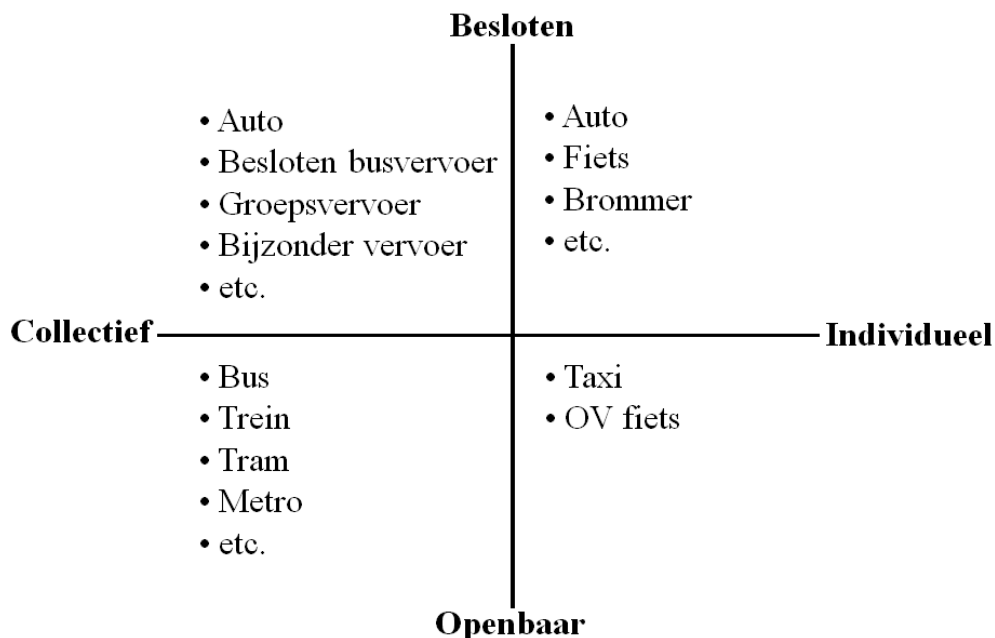 Besloten
• Auto
• Besloten busvervoer
• Groepsvervoer
• Bijzonder vervoer
• etc.
• Auto
• Fiets
• Brommer
• etc.
Collectief
Individueel
• Bus
• Trein
• Tram
• Metro
• etc.
• Taxi
• OV fiets
Openbaar